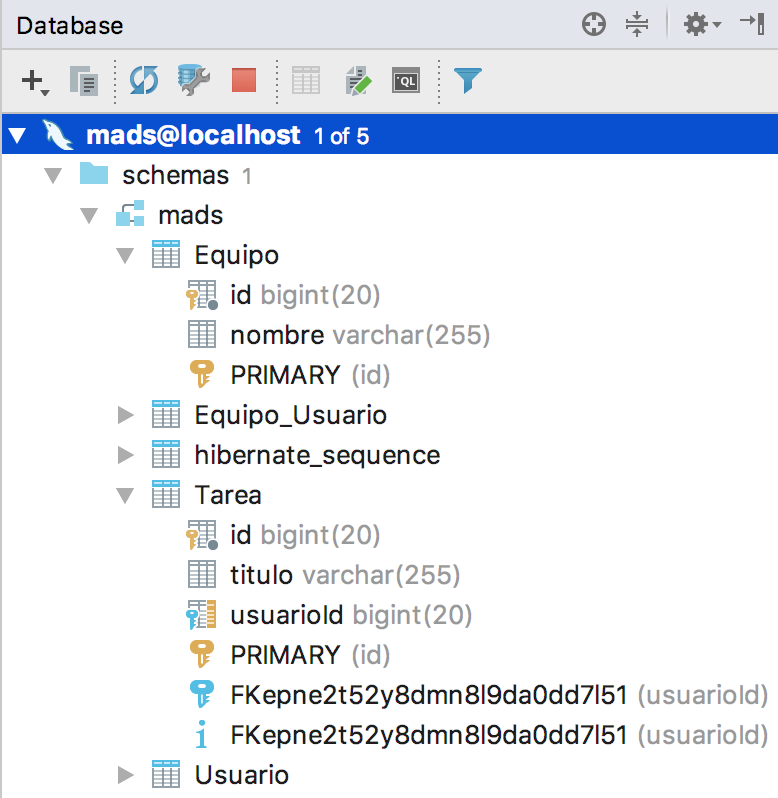 Database
QL
mads@localhost 1 of 5
schemas 1
mads
Equipo
id bigint(20)
nombre varchar(255)
PRIMARY (id)
Equipo_Usuario
hibernate_sequence
Tarea
id bigint(20)
titulo varchar(255)
usuarioId bigint(20)
PRIMARY (id)
FKepne2t52y8dmn8l9da0dd7l51 (usuarioId)
FKepne2t52y8dmn8l9da0dd7l51 (usuarioId)
Usuario